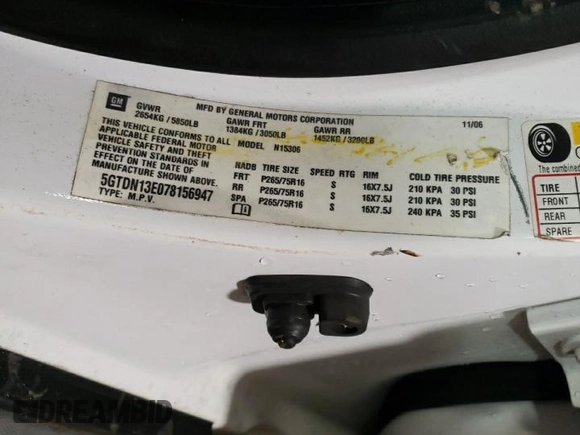 GM
MFD BY GENERAL MOTORS CORPORATION 11/06
GVWR GAWR FRT GAWR RR
2654KG / 5850LB 1384KG / 3050LB 1452KG / 3200LB
THIS VEHICLE CONFORMS TO ALL MODEL N15306
APPLICABLE FEDERAL MOTOR
VEHICLE SAFETY AND THEFT
PREVENTION STANDARDS IN
EFFECT ON THE DATE OF
MANUFACTURE SHOWN ABOVE.
5GTDN13E078156947
TYPE: M.P.V.
NADB TIRE SIZE SPEED RTG RIM COLD TIRE PRESSURE
FRT P265/75R16 S 16X7.5J 210 KPA 30 PSI
RR P265/75R16 S 16X7.5J 210 KPA 30 PSI
SPA P265/75R16 S 16X7.5J 240 KPA 35 PSI
The combined
TIRE
FRONT
REAR
SPARE
DREAMBID